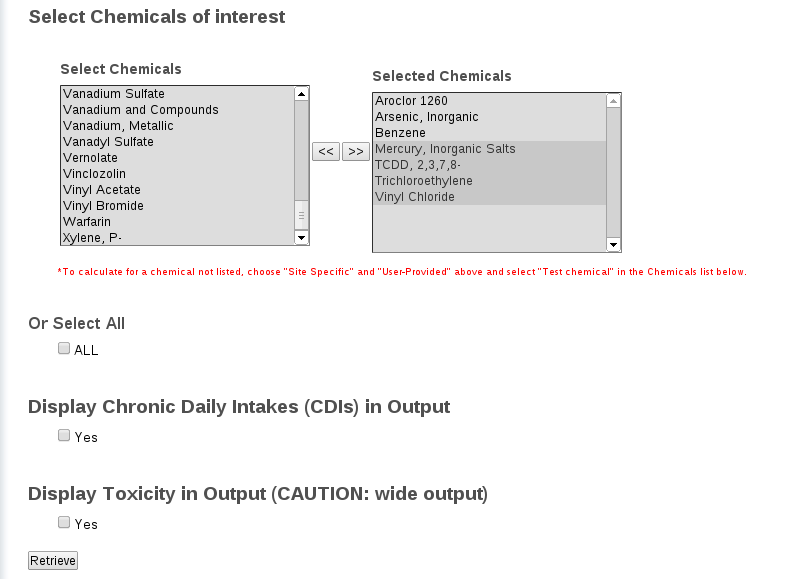 Select Chemicals of interest
Select Chemicals
Vanadium Sulfate
Vanadium and Compounds
Vanadium, Metallic
Vanadyl Sulfate
Vernolate
Vinclozolin
Vinyl Acetate
Vinyl Bromide
Warfarin
Xylene, P-
<< >>
Selected Chemicals
Aroclor 1260
Arsenic, Inorganic
Benzene
Mercury, Inorganic Salts
TCDD, 2,3,7,8-
Trichloroethylene
Vinyl Chloride
*To calculate for a chemical not listed, choose "Site Specific" and "User-Provided" above and select "Test chemical" in the Chemicals list below.
Or Select All
ALL
Display Chronic Daily Intakes (CDIs) in Output
Yes
Display Toxicity in Output (CAUTION: wide output)
Yes
Retrieve